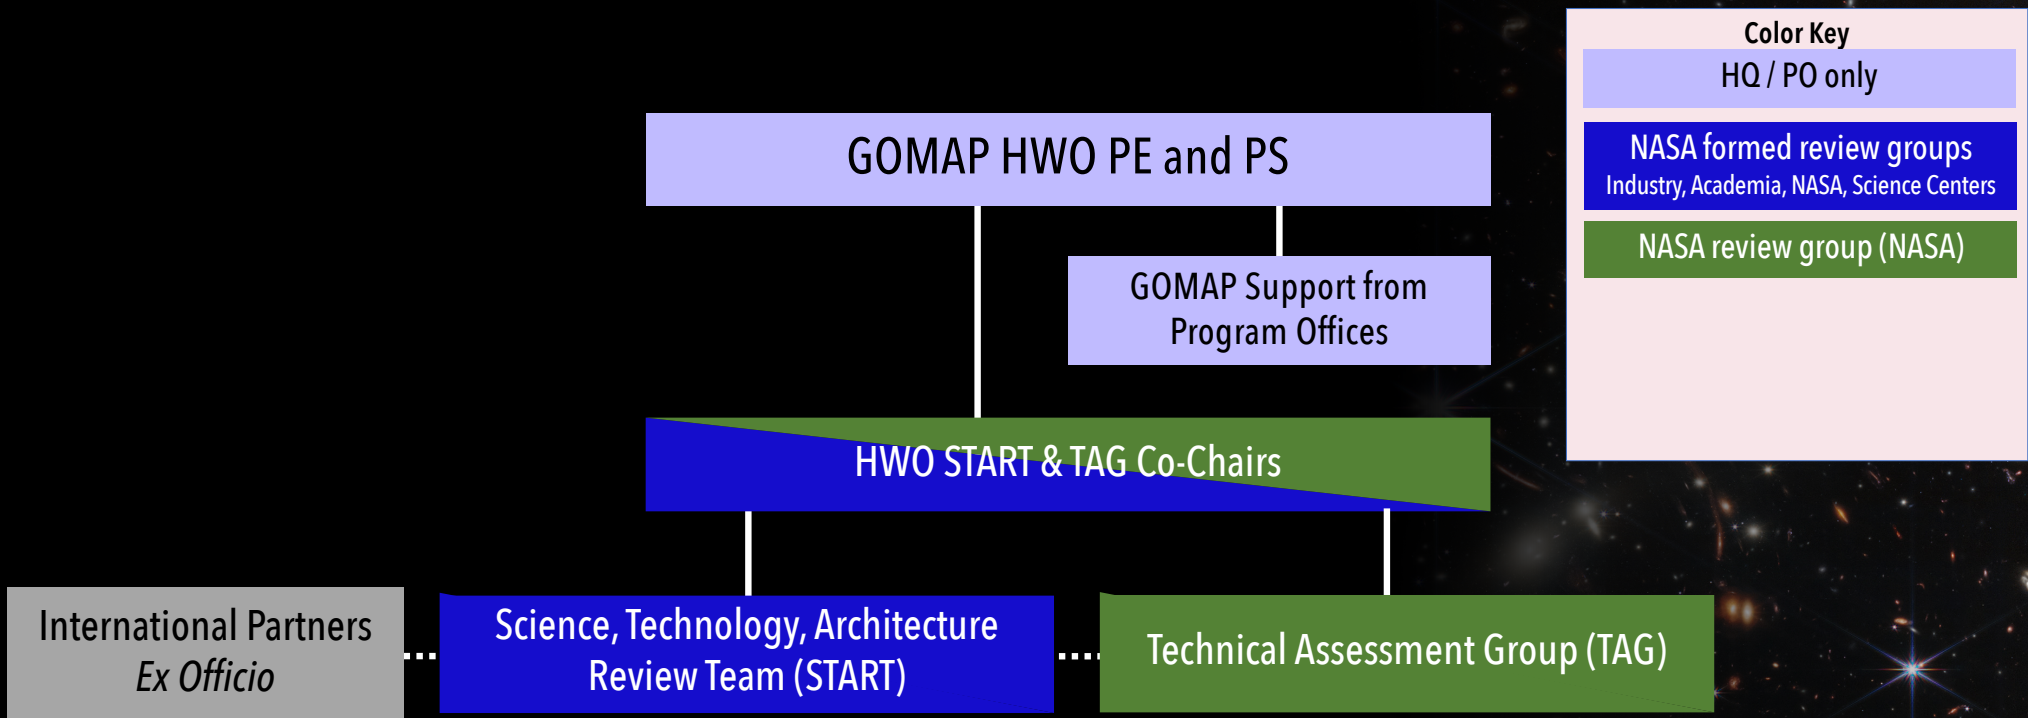 Color Key
HQ / PO only
NASA formed review groups
Industry, Academia, NASA, Science Centers
NASA review group (NASA)
GOMAP HWO PE and PS
GOMAP Support from
Program Offices
HWO START & TAG Co-Chairs
International Partners
Ex Officio
Science, Technology, Architecture
Review Team (START)
Technical Assessment Group (TAG)